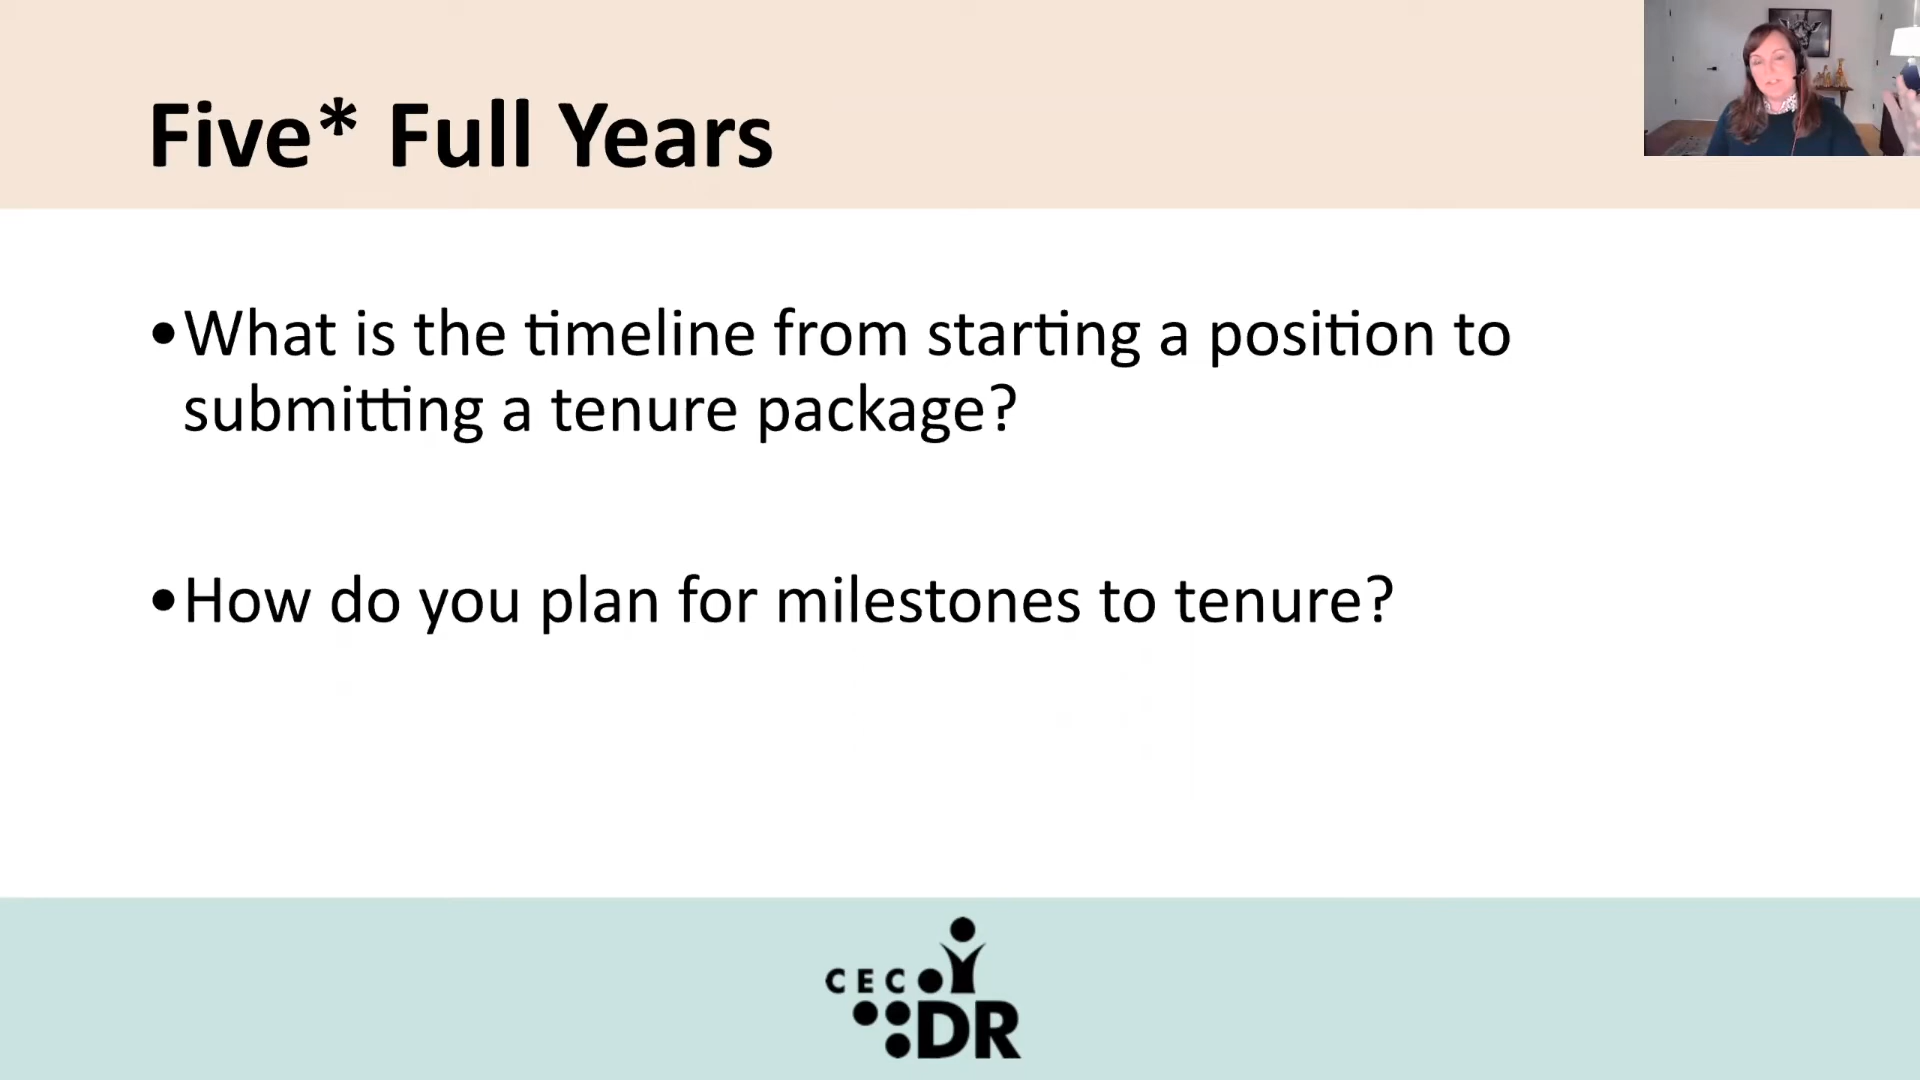 Five* Full Years
•What is the timeline from starting a position to
submitting a tenure package?
•How do you plan for milestones to tenure?
CEC
DR